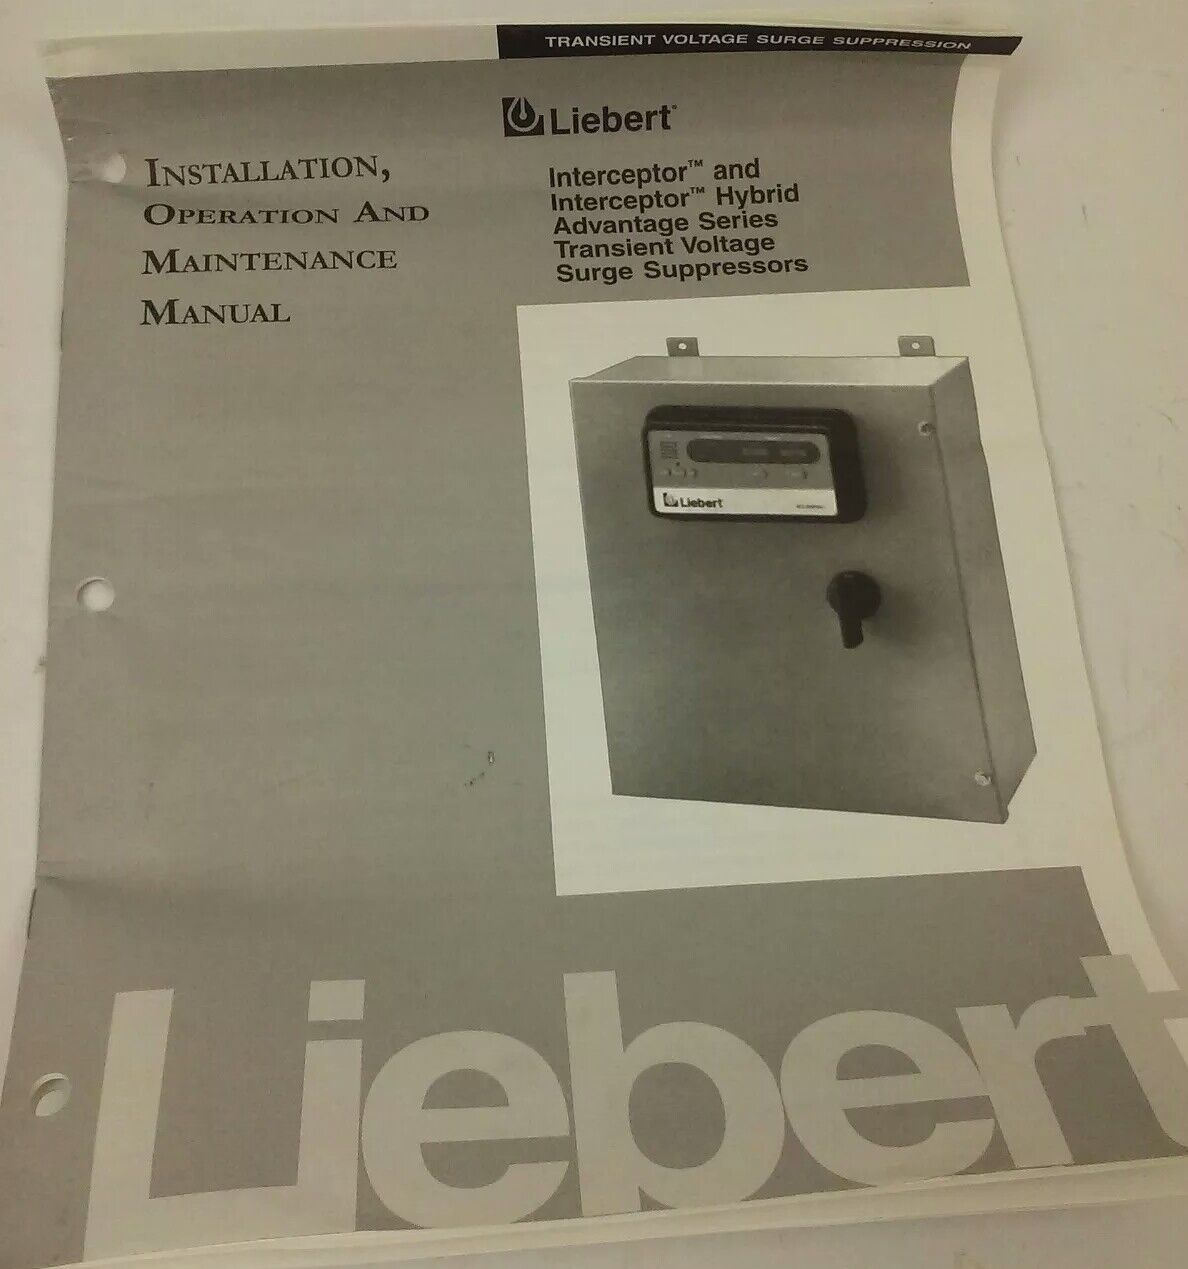 TRANSIENT VOLTAGE SURGE SUPPRESSION
Liebert®
INSTALLATION,
OPERATION AND
MAINTENANCE
MANUAL
Interceptor™ and
Interceptor™ Hybrid
Advantage Series
Transient Voltage
Surge Suppressors
Liebert
Liebert